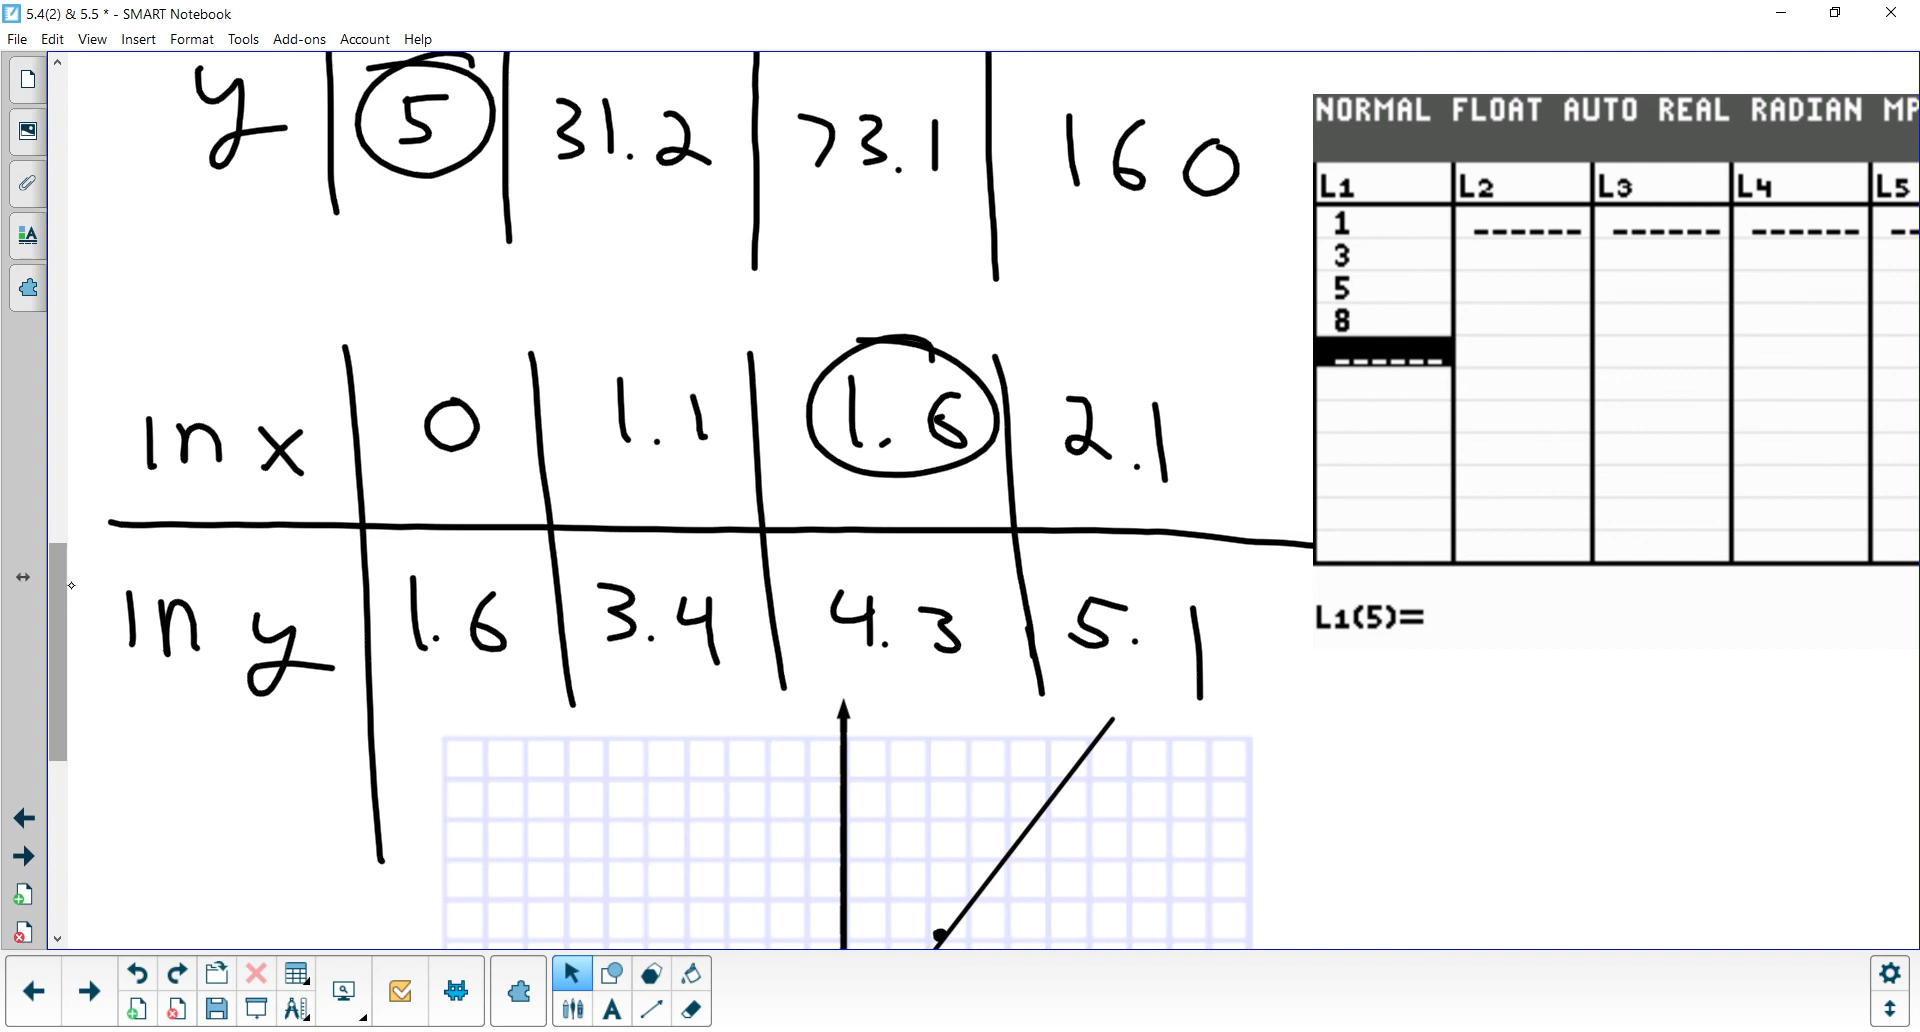 5.4(2) & 5.5 * - SMART Notebook
File Edit View Insert Format Tools Add-ons Account Help
y 5 31.2 73.1 160
NORMAL FLOAT AUTO REAL RADIAN MP
L1 L2 L3 L4 L5
1 ------ ------ ------ --
3
5
8
------
ln x 0 1.1 1.6 2.1
ln y 1.6 3.4 4.3 5.1
L1(5)=